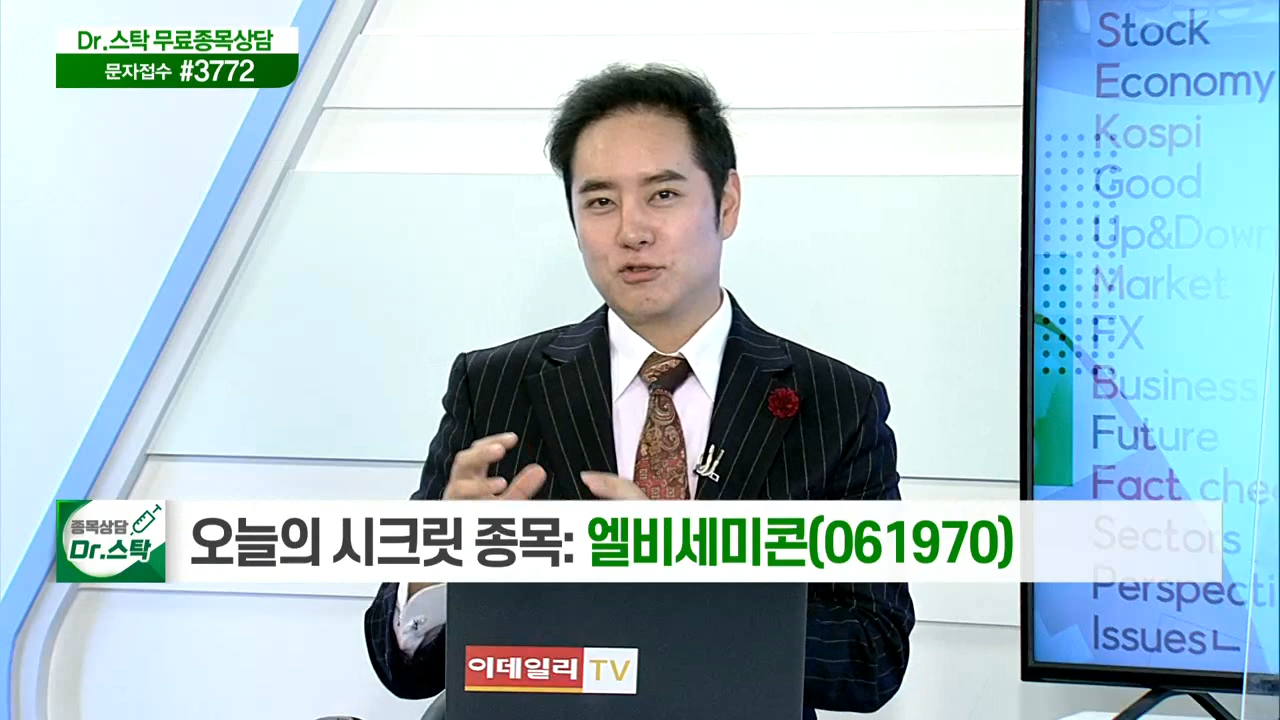 Dr.스탁 무료종목상담
문자접수 #3772
Stock
Economy
Kospi
Good
Up&Down
Market
FX
Business
Future
Fact che
Sectors
Perspecti
Issues
종목상담
Dr.스탁
오늘의 시크릿 종목: 엘비세미콘(061970)
이데일리 TV